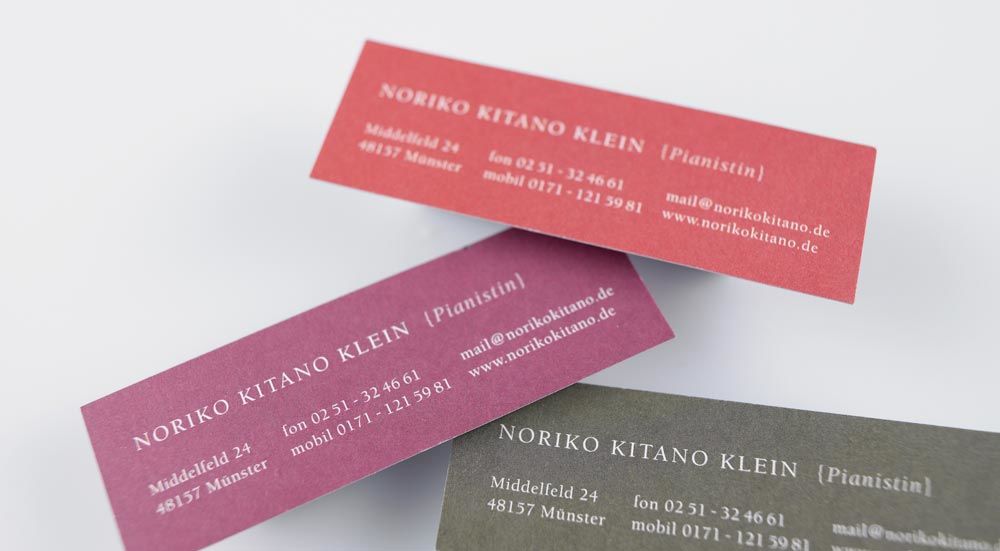 NORIKO KITANO KLEIN {Pianistin}
Middelfeld 24
48157 Münster
fon 02 51 - 32 46 61
mobil 0171 - 121 59 81
mail@norikokitano.de
www.norikokitano.de
NORIKO KITANO KLEIN {Pianistin}
Middelfeld 24
48157 Münster
fon 02 51 - 32 46 61
mobil 0171 - 121 59 81
mail@norikokitano.de
www.norikokitano.de
NORIKO KITANO KLEIN {Pianistin}
Middelfeld 24
48157 Münster
fon 02 51 - 32 46 61
mobil 0171 - 121 59 81
mail@norikokitano.de